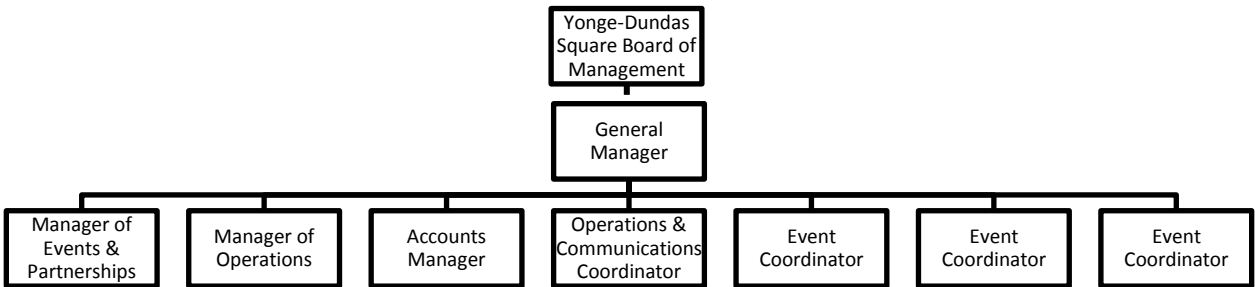 Yonge-Dundas
Square Board of
Management
General
Manager
Manager of
Events &
Partnerships
Manager of
Operations
Accounts
Manager
Operations &
Communications
Coordinator
Event
Coordinator
Event
Coordinator
Event
Coordinator